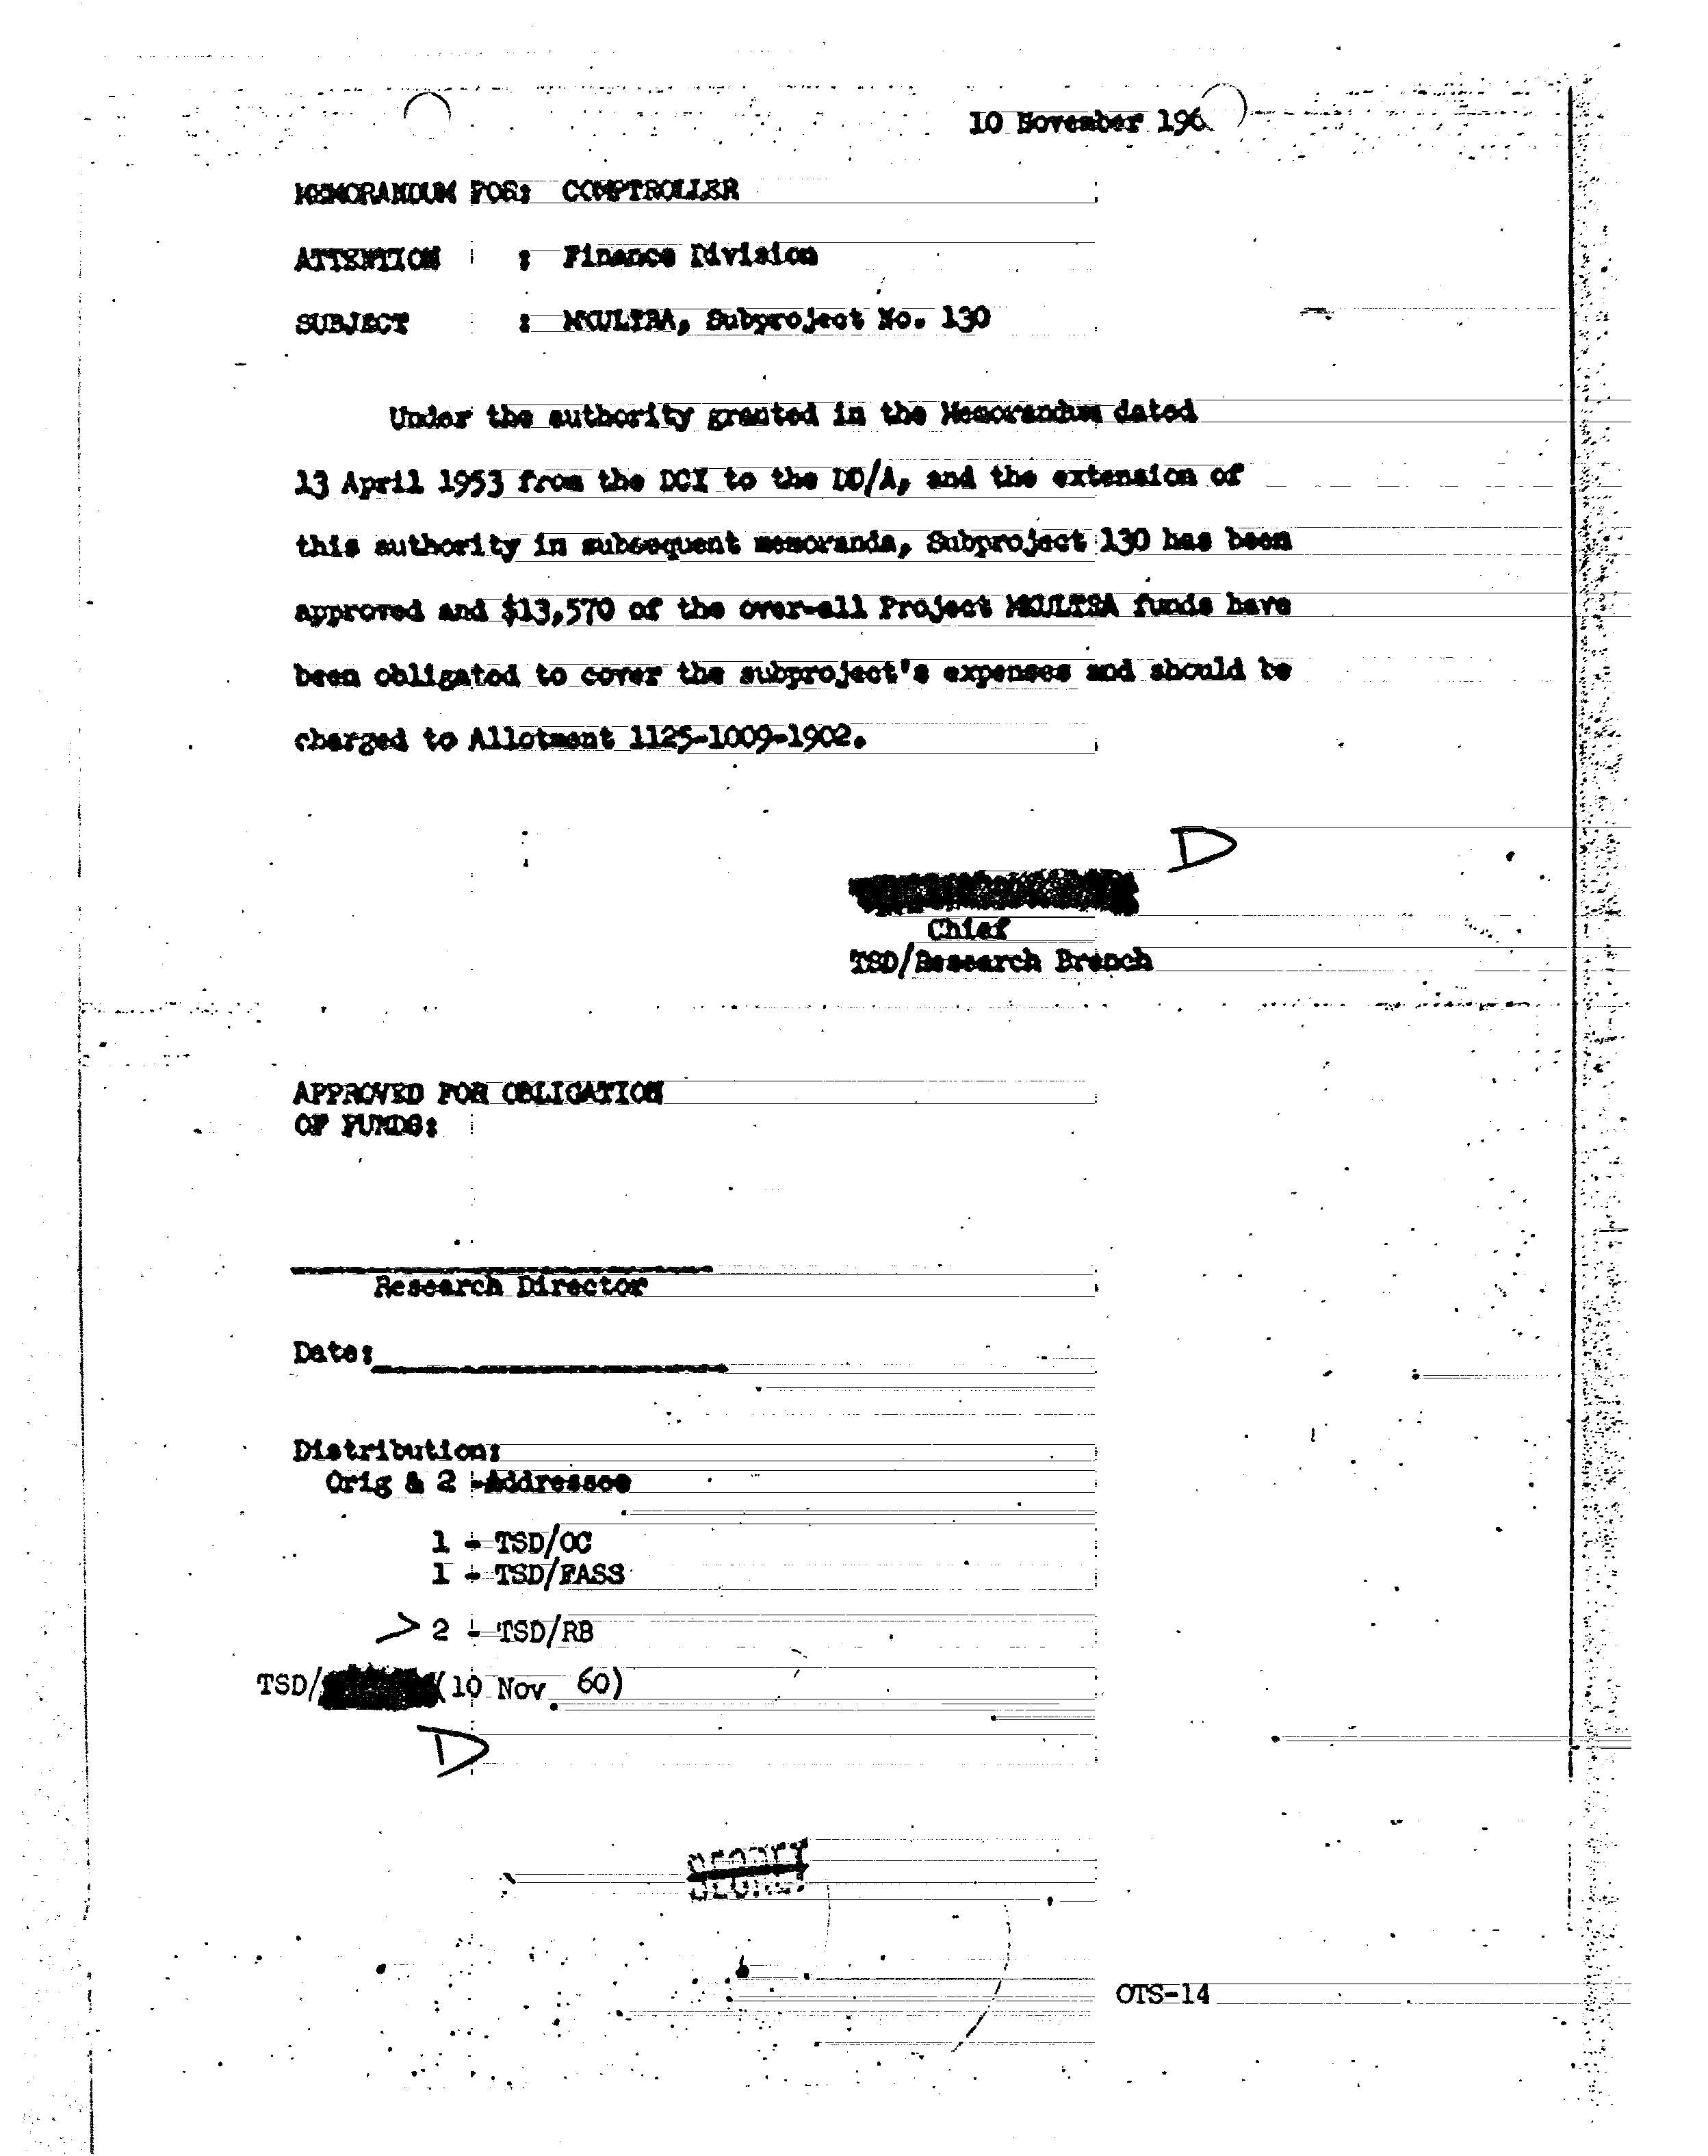 10 November 196
MEMORANDUM FOR: COMPTROLLER
ATTENTION : Finance Division
SUBJECT : MKULTRA, Subproject No. 130
Under the authority granted in the Memorandum dated
13 April 1953 from the DCI to the DD/A, and the extension of
this authority in subsequent memoranda, Subproject 130 has been
approved and $13,570 of the over-all Project MKULTRA funds have
been obligated to cover the subproject's expenses and should be
charged to Allotment 1125-1009-1902.
D
Chief
TSD/Research Branch
APPROVED FOR OBLIGATION
OF FUNDS:
Research Director
Date:
Distribution:
Orig & 2 - Addressee
1 - TSD/OC
1 - TSD/FASS
> 2 - TSD/RB
TSD/ (10 Nov 60)
D
SECRET
OTS-14